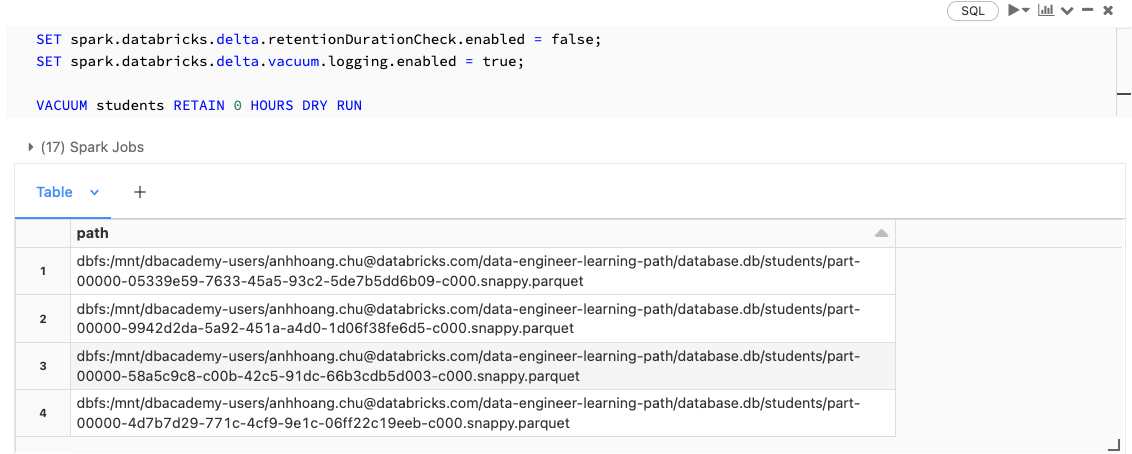 SQL
SET spark.databricks.delta.retentionDurationCheck.enabled = false;
SET spark.databricks.delta.vacuum.logging.enabled = true;
VACUUM students RETAIN 0 HOURS DRY RUN
(17) Spark Jobs
Table +
path
1 dbfs:/mnt/dbacademy-users/anhhoang.chu@databricks.com/data-engineer-learning-path/database.db/students/part-
00000-05339e59-7633-45a5-93c2-5de7b5dd6b09-c000.snappy.parquet
2 dbfs:/mnt/dbacademy-users/anhhoang.chu@databricks.com/data-engineer-learning-path/database.db/students/part-
00000-9942d2da-5a92-451a-a4d0-1d06f38fe6d5-c000.snappy.parquet
3 dbfs:/mnt/dbacademy-users/anhhoang.chu@databricks.com/data-engineer-learning-path/database.db/students/part-
00000-58a5c9c8-c00b-42c5-91dc-66b3cdb5d003-c000.snappy.parquet
4 dbfs:/mnt/dbacademy-users/anhhoang.chu@databricks.com/data-engineer-learning-path/database.db/students/part-
00000-4d7b7d29-771c-4cf9-9e1c-06ff22c19eeb-c000.snappy.parquet